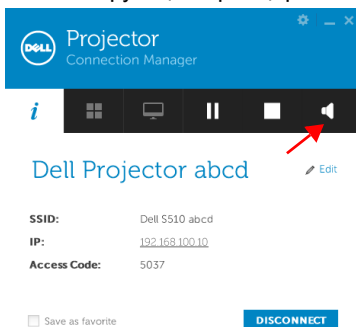 DELL
Projector
Connection Manager
i
Dell Projector abcd
Edit
SSID: Dell S510 abcd
IP: 192.168.100.10
Access Code: 5037
Save as favorite
DISCONNECT